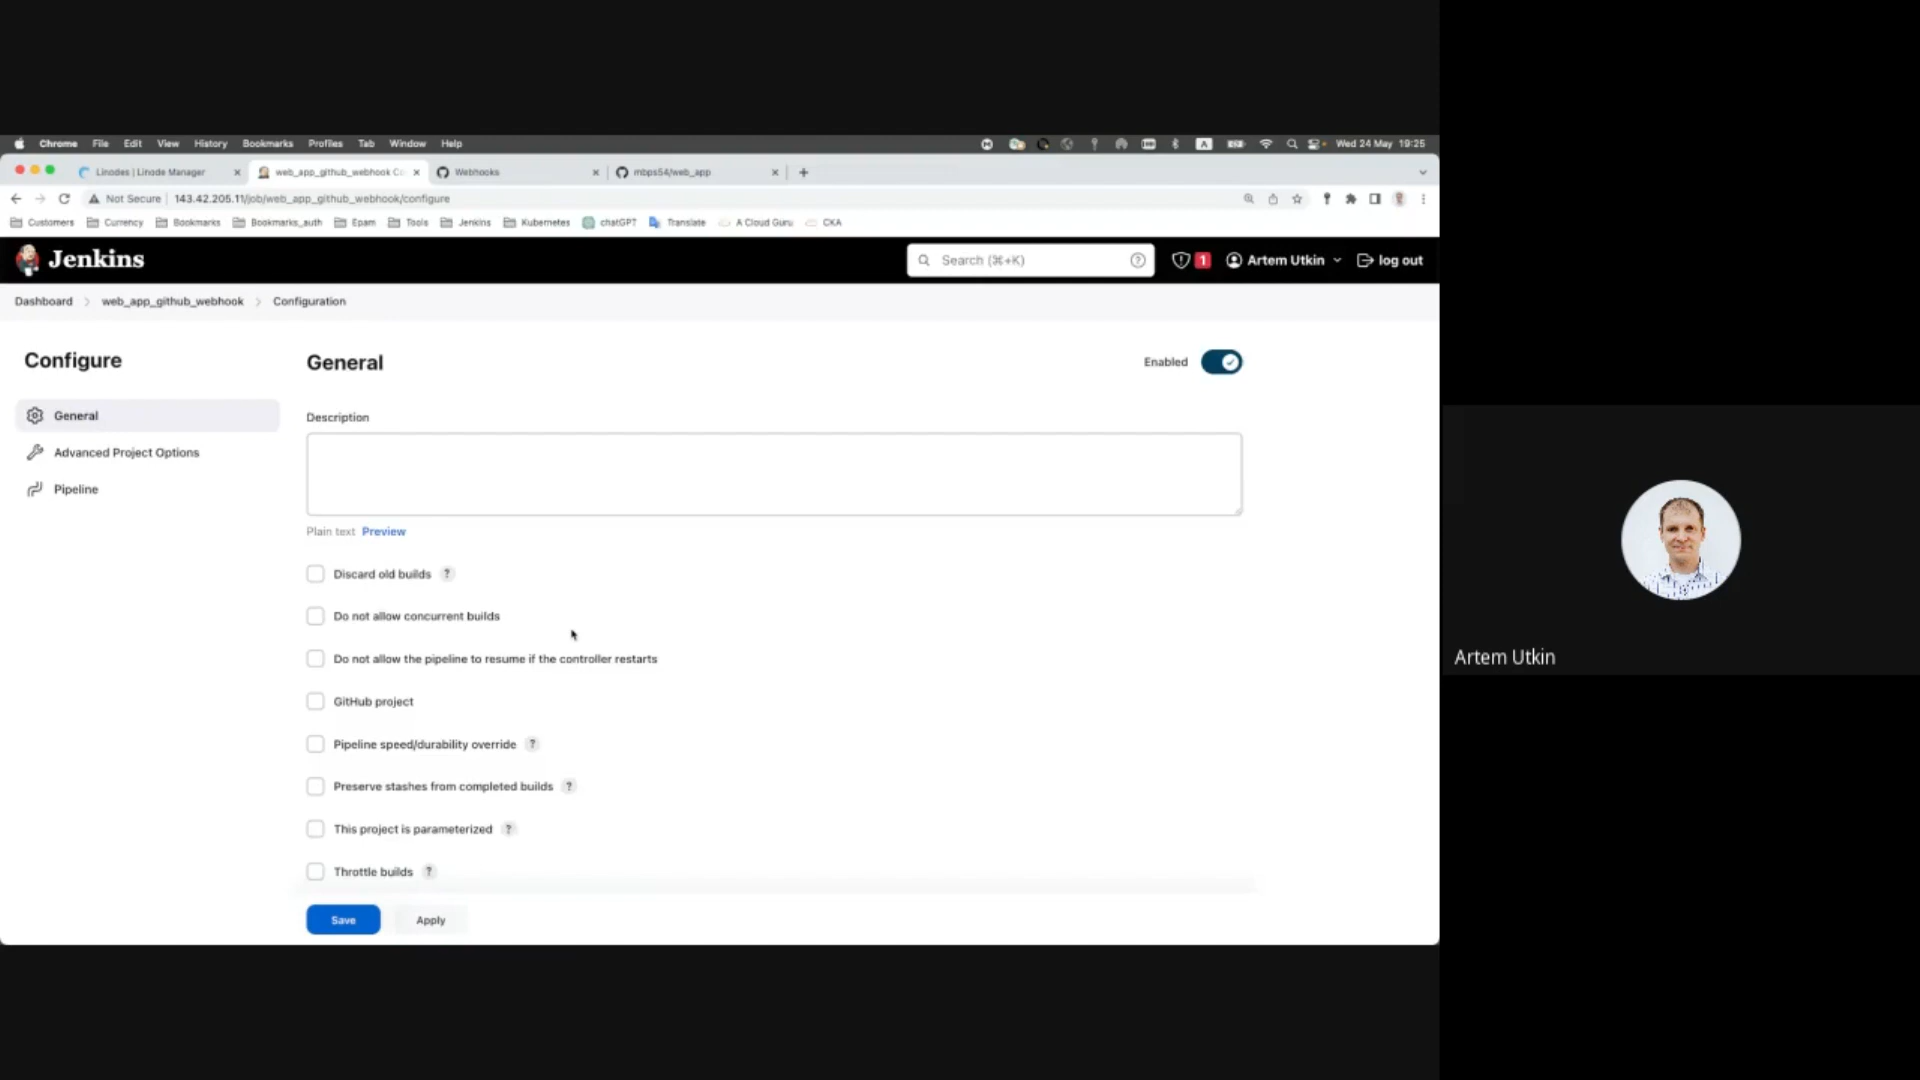 Chrome File Edit View History Bookmarks Profiles Tab Window Help Wed 24 May 19:25
Linodes | Linode Manager web_app_github_webhook Co Webhooks mbps54/web_app
Not Secure 143.42.205.11/job/web_app_github_webhook/configure
Customers Currency Bookmarks Bookmarks_auth Epam Tools Jenkins Kubernetes chatGPT Translate A Cloud Guru CKA
Jenkins Search (⌘+K) ? 1 Artem Utkin log out
Dashboard > web_app_github_webhook > Configuration
Configure
General
Advanced Project Options
Pipeline
General
Enabled
Description
Plain text Preview
Discard old builds ?
Do not allow concurrent builds
Do not allow the pipeline to resume if the controller restarts
GitHub project
Pipeline speed/durability override ?
Preserve stashes from completed builds ?
This project is parameterized ?
Throttle builds ?
Save Apply
Artem Utkin